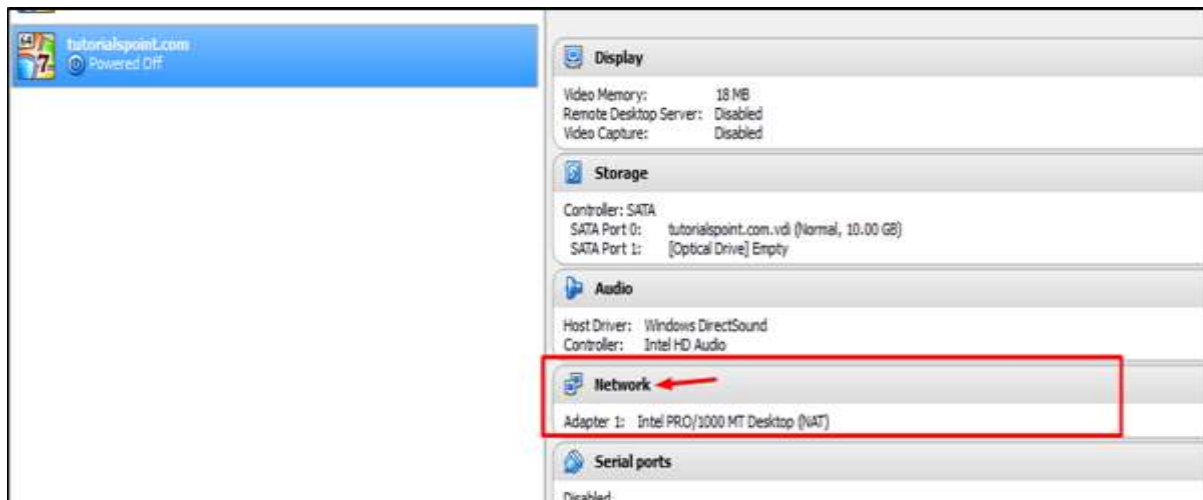 64
7
tutorialspoint.com
Powered Off
Display
Video Memory: 18 MB
Remote Desktop Server: Disabled
Video Capture: Disabled
Storage
Controller: SATA
SATA Port 0: tutorialspoint.com.vdi (Normal, 10.00 GB)
SATA Port 1: [Optical Drive] Empty
Audio
Host Driver: Windows DirectSound
Controller: Intel HD Audio
Network
Adapter 1: Intel PRO/1000 MT Desktop (NAT)
Serial ports
Disabled